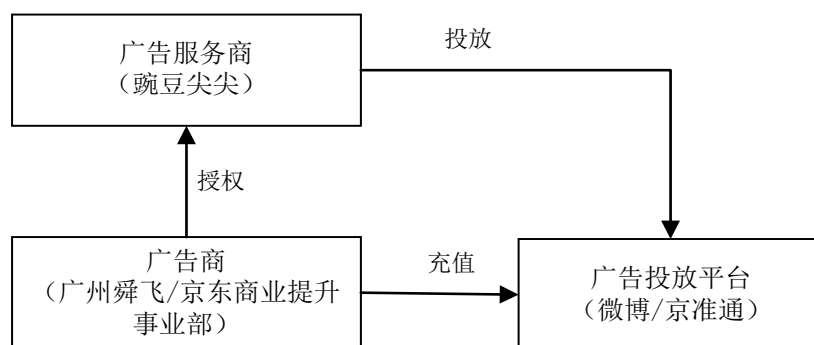 广告服务商
（豌豆尖尖）
投放
授权
广告商
（广州舜飞/京东商业提升
事业部）
充值
广告投放平台
（微博/京准通）